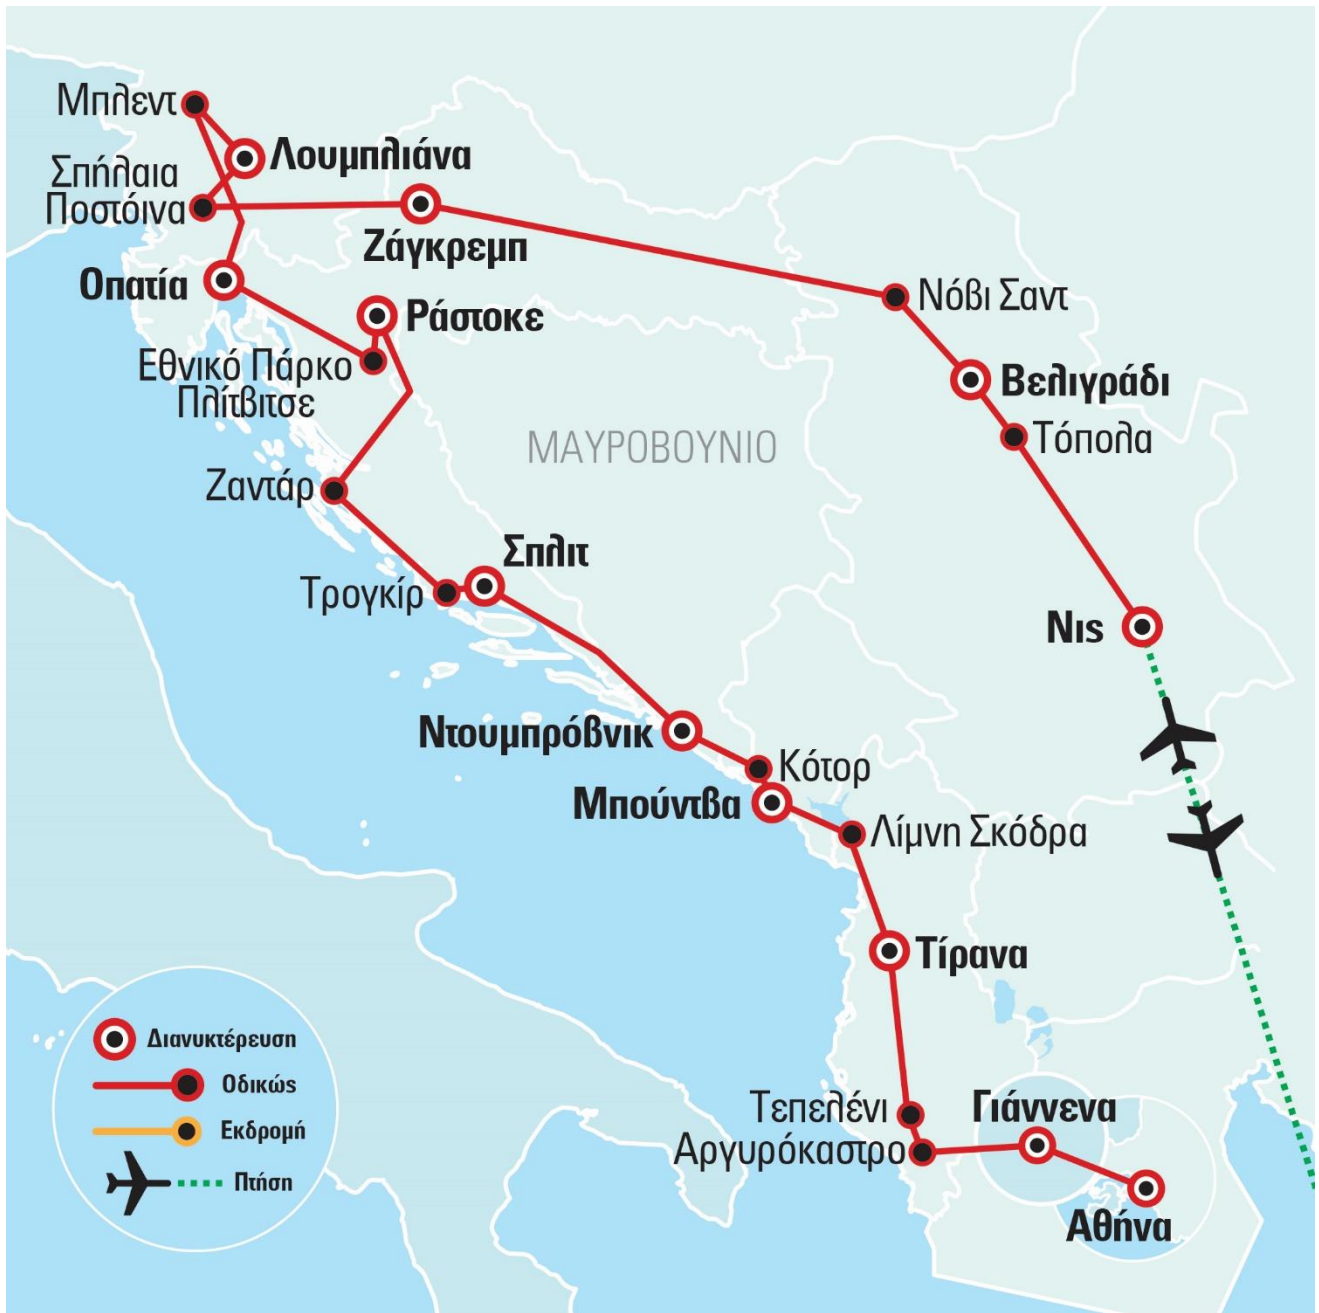 Μπλεντ
Λουμπλιάνα
Σπήλαια
Ποστόινα
Ζάγκρεμπ
Οπατία
Νόβι Σαντ
Ράστοκε
Εθνικό Πάρκο
Πλίτβιτσε
Βελιγράδι
Τόπολα
ΜΑΥΡΟΒΟΥΝΙΟ
Ζαντάρ
Σπλιτ
Τρογκίρ
Νις
Ντουμπρόβνικ
Κότορ
Μπούντβα
Λίμνη Σκόδρα
Τίρανα
Τεπελένι
Αργυρόκαστρο
Γιάννενα
Αθήνα
Διανυκτέρευση
Οδικώς
Εκδρομή
Πτήση